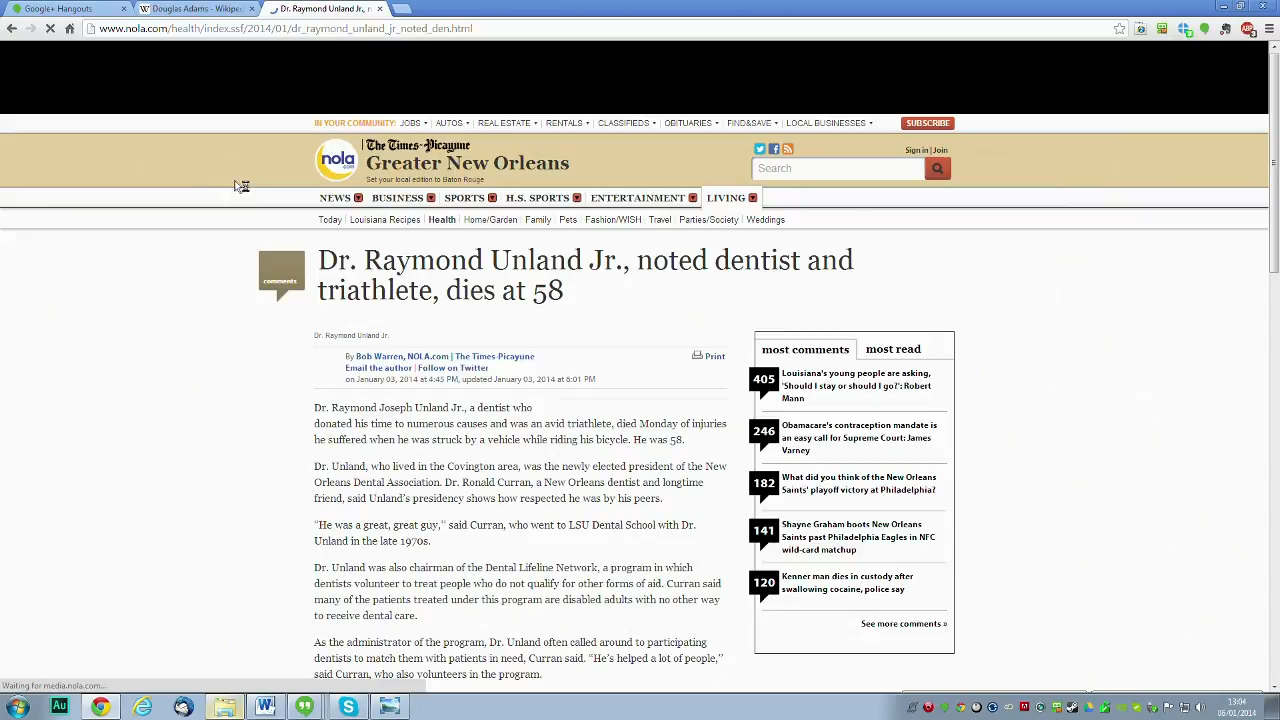 Google+ Hangouts
Douglas Adams - Wikipe
Dr. Raymond Unland Jr., n
www.nola.com/health/index.ssf/2014/01/dr_raymond_unland_jr_noted_den.html
IN YOUR COMMUNITY: JOBS AUTOS REAL ESTATE RENTALS CLASSIFIEDS OBITUARIES FIND&SAVE LOCAL BUSINESSES SUBSCRIBE
nola
.com
The Times-Picayune
Greater New Orleans
Set your local edition to Baton Rouge
Sign in | Join
Search
NEWS BUSINESS SPORTS H.S. SPORTS ENTERTAINMENT LIVING
Today Louisiana Recipes Health Home/Garden Family Pets Fashion/WISH Travel Parties/Society Weddings
comments
Dr. Raymond Unland Jr., noted dentist and
triathlete, dies at 58
Dr. Raymond Unland Jr.
By Bob Warren, NOLA.com | The Times-Picayune
Print
Email the author | Follow on Twitter
on January 03, 2014 at 4:45 PM, updated January 03, 2014 at 6:01 PM
Dr. Raymond Joseph Unland Jr., a dentist who
donated his time to numerous causes and was an avid triathlete, died Monday of injuries
he suffered when he was struck by a vehicle while riding his bicycle. He was 58.
Dr. Unland, who lived in the Covington area, was the newly elected president of the New
Orleans Dental Association. Dr. Ronald Curran, a New Orleans dentist and longtime
friend, said Unland's presidency shows how respected he was by his peers.
“He was a great, great guy,” said Curran, who went to LSU Dental School with Dr.
Unland in the late 1970s.
Dr. Unland was also chairman of the Dental Lifeline Network, a program in which
dentists volunteer to treat people who do not qualify for other forms of aid. Curran said
many of the patients treated under this program are disabled adults with no other way
to receive dental care.
As the administrator of the program, Dr. Unland often called around to participating
dentists to match them with patients in need, Curran said. “He's helped a lot of people,”
said Curran, who also volunteers in the program.
most comments most read
405 Louisiana's young people are asking,
'Should I stay or should I go?': Robert
Mann
246 Obamacare's contraception mandate is
an easy call for Supreme Court: James
Varney
182 What did you think of the New Orleans
Saints' playoff victory at Philadelphia?
141 Shayne Graham boots New Orleans
Saints past Philadelphia Eagles in NFC
wild-card matchup
120 Kenner man dies in custody after
swallowing cocaine, police say
See more comments »
Waiting for media.nola.com...
Au
13:04
06/01/2014